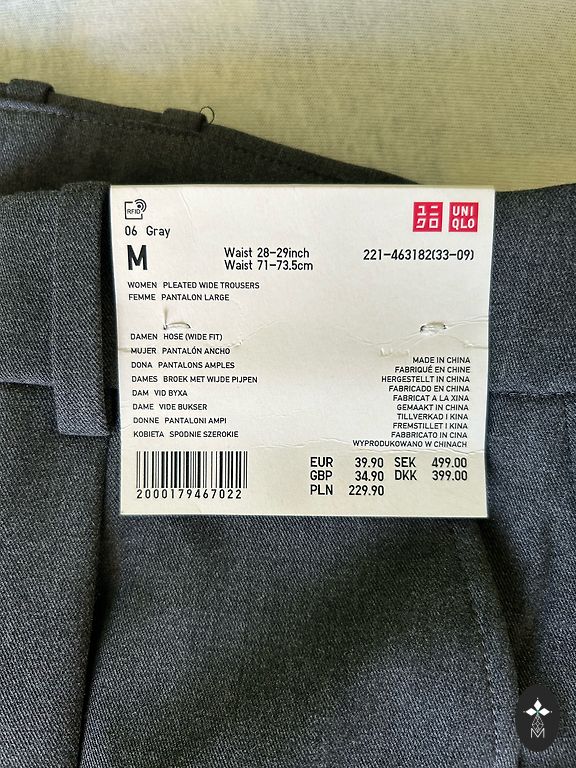 RFID
ユニ
クロ
UNI
QLO
06 Gray
M
Waist 28-29inch
Waist 71-73.5cm
221-463182(33-09)
WOMEN PLEATED WIDE TROUSERS
FEMME PANTALON LARGE
DAMEN HOSE (WIDE FIT)
MUJER PANTALÓN ANCHO
DONA PANTALONS AMPLES
DAMES BROEK MET WIJDE PIJPEN
DAM VID BYXA
DAME VIDE BUKSER
DONNE PANTALONI AMPI
KOBIETA SPODNIE SZEROKIE
MADE IN CHINA
FABRIQUÉ EN CHINE
HERGESTELLT IN CHINA
FABRICADO EN CHINA
FABRICAT A LA XINA
GEMAAKT IN CHINA
TILLVERKAD I KINA
FREMSTILLET I KINA
FABBRICATO IN CINA
WYPRODUKOWANO W CHINACH
2000179467022
EUR 39.90 SEK 499.00
GBP 34.90 DKK 399.00
PLN 229.90
M